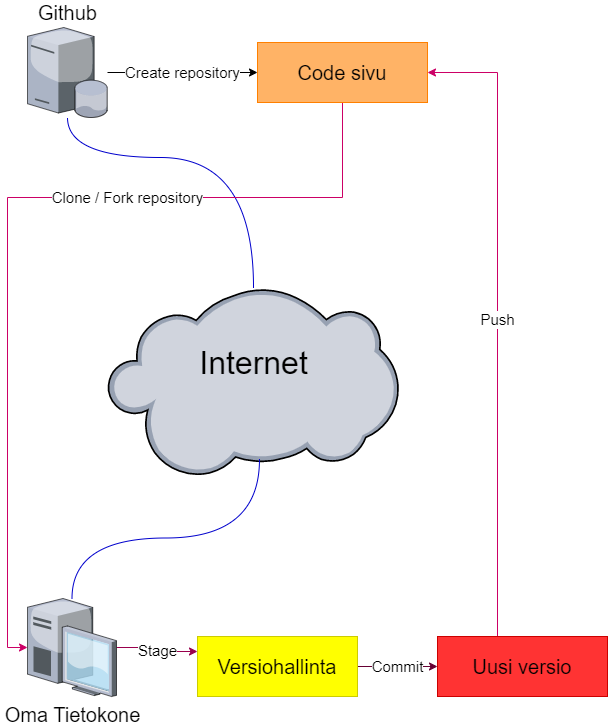 Github
Create repository
Code sivu
Clone / Fork repository
Push
Internet
Stage
Versiohallinta
Commit
Uusi versio
Oma Tietokone